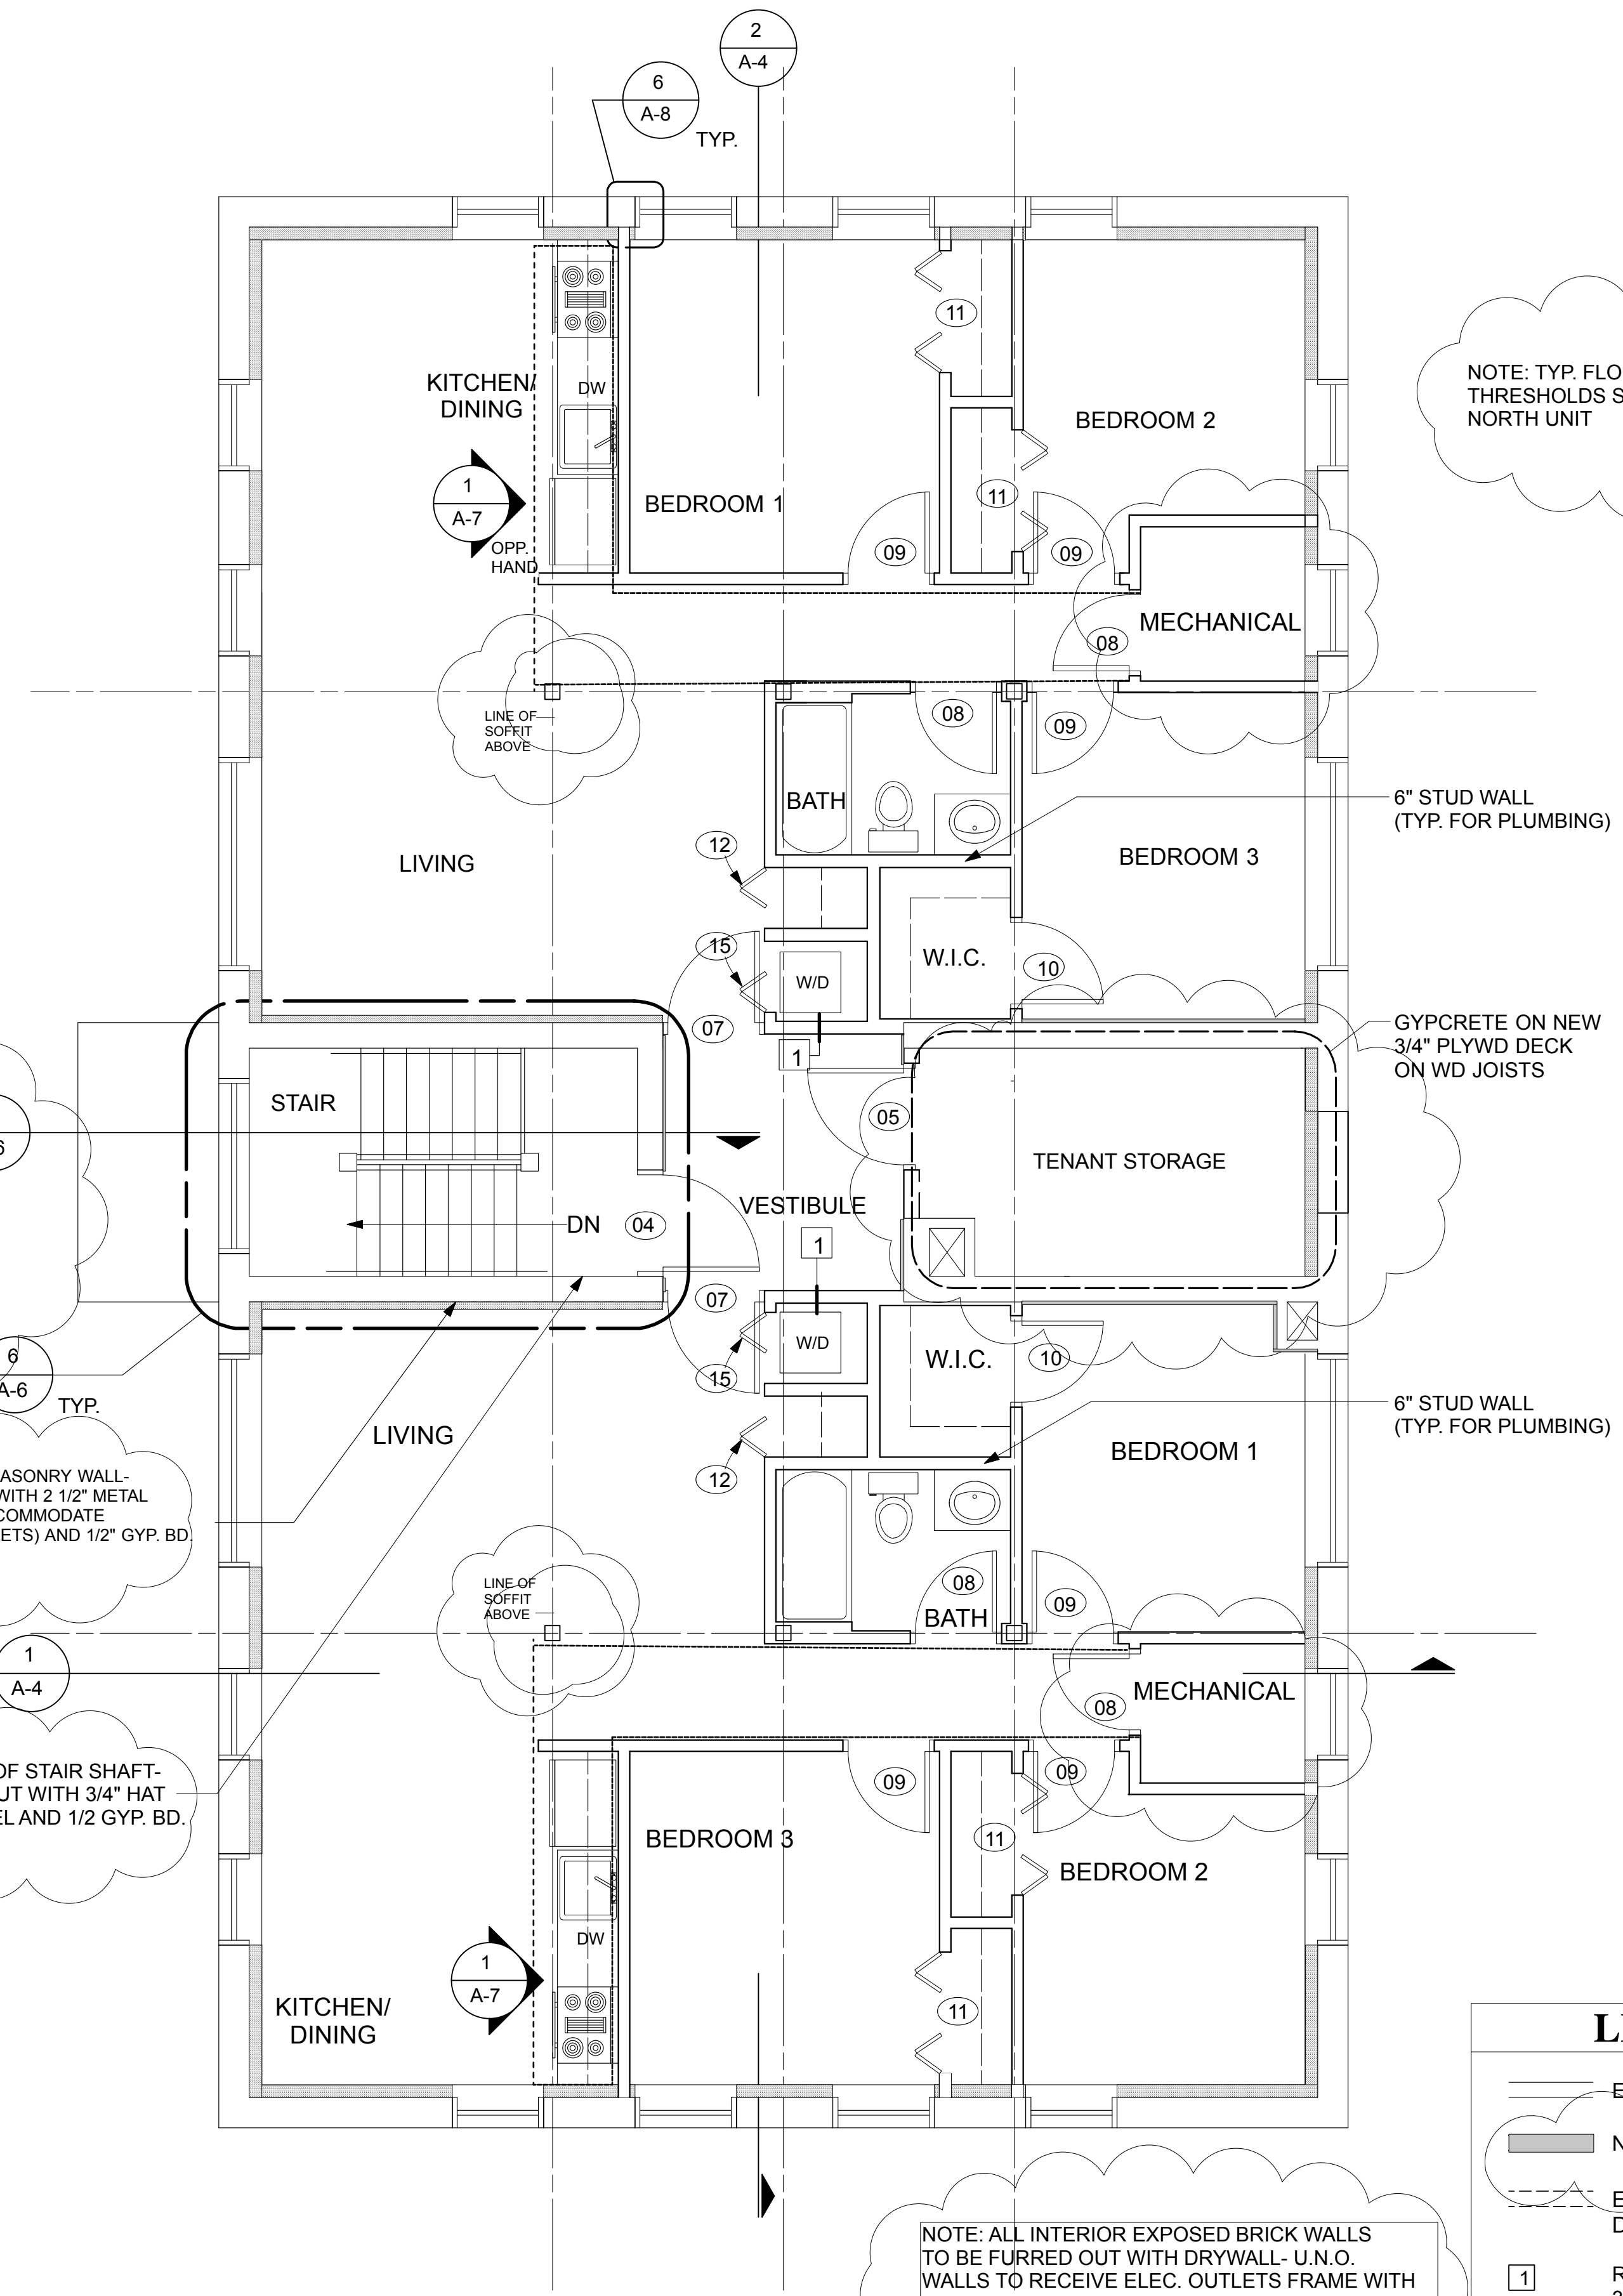 2
A-4
6
A-8
TYP.
KITCHEN/
DINING
DW
11
BEDROOM 2
NOTE: TYP.
THRESHOLDS
NORTH UNIT
1
A-7
OPP.
HAND
BEDROOM 1
11
09
09
MECHANICAL
08
LINE OF
SOFFIT
ABOVE
08
09
BATH
6" STUD WALL
(TYP. FOR PLUMBING)
12
LIVING
BEDROOM 3
15
W/D
W.I.C.
10
07
1
GYPCRETE ON NEW
3/4" PLYWD DECK
ON WD JOISTS
STAIR
05
TENANT STORAGE
6
VESTIBULE
DN
04
1
07
W/D
W.I.C.
10
15
6
A-6
TYP.
6" STUD WALL
(TYP. FOR PLUMBING)
LIVING
BEDROOM 1
12
WALL-
WITH 2 1/2" METAL
AND 1/2" GYP. BD.
LINE OF
SOFFIT
ABOVE
08
09
BATH
1
A-4
MECHANICAL
08
OF STAIR SHAFT-
WITH 3/4" HAT
AND 1/2 GYP. BD.
09
09
BEDROOM 3
11
BEDROOM 2
DW
1
A-7
KITCHEN/
DINING
11
NOTE: ALL INTERIOR EXPOSED BRICK WALLS
TO BE FURRED OUT WITH DRYWALL- U.N.O.
WALLS TO RECEIVE ELEC. OUTLETS FRAME WITH
1